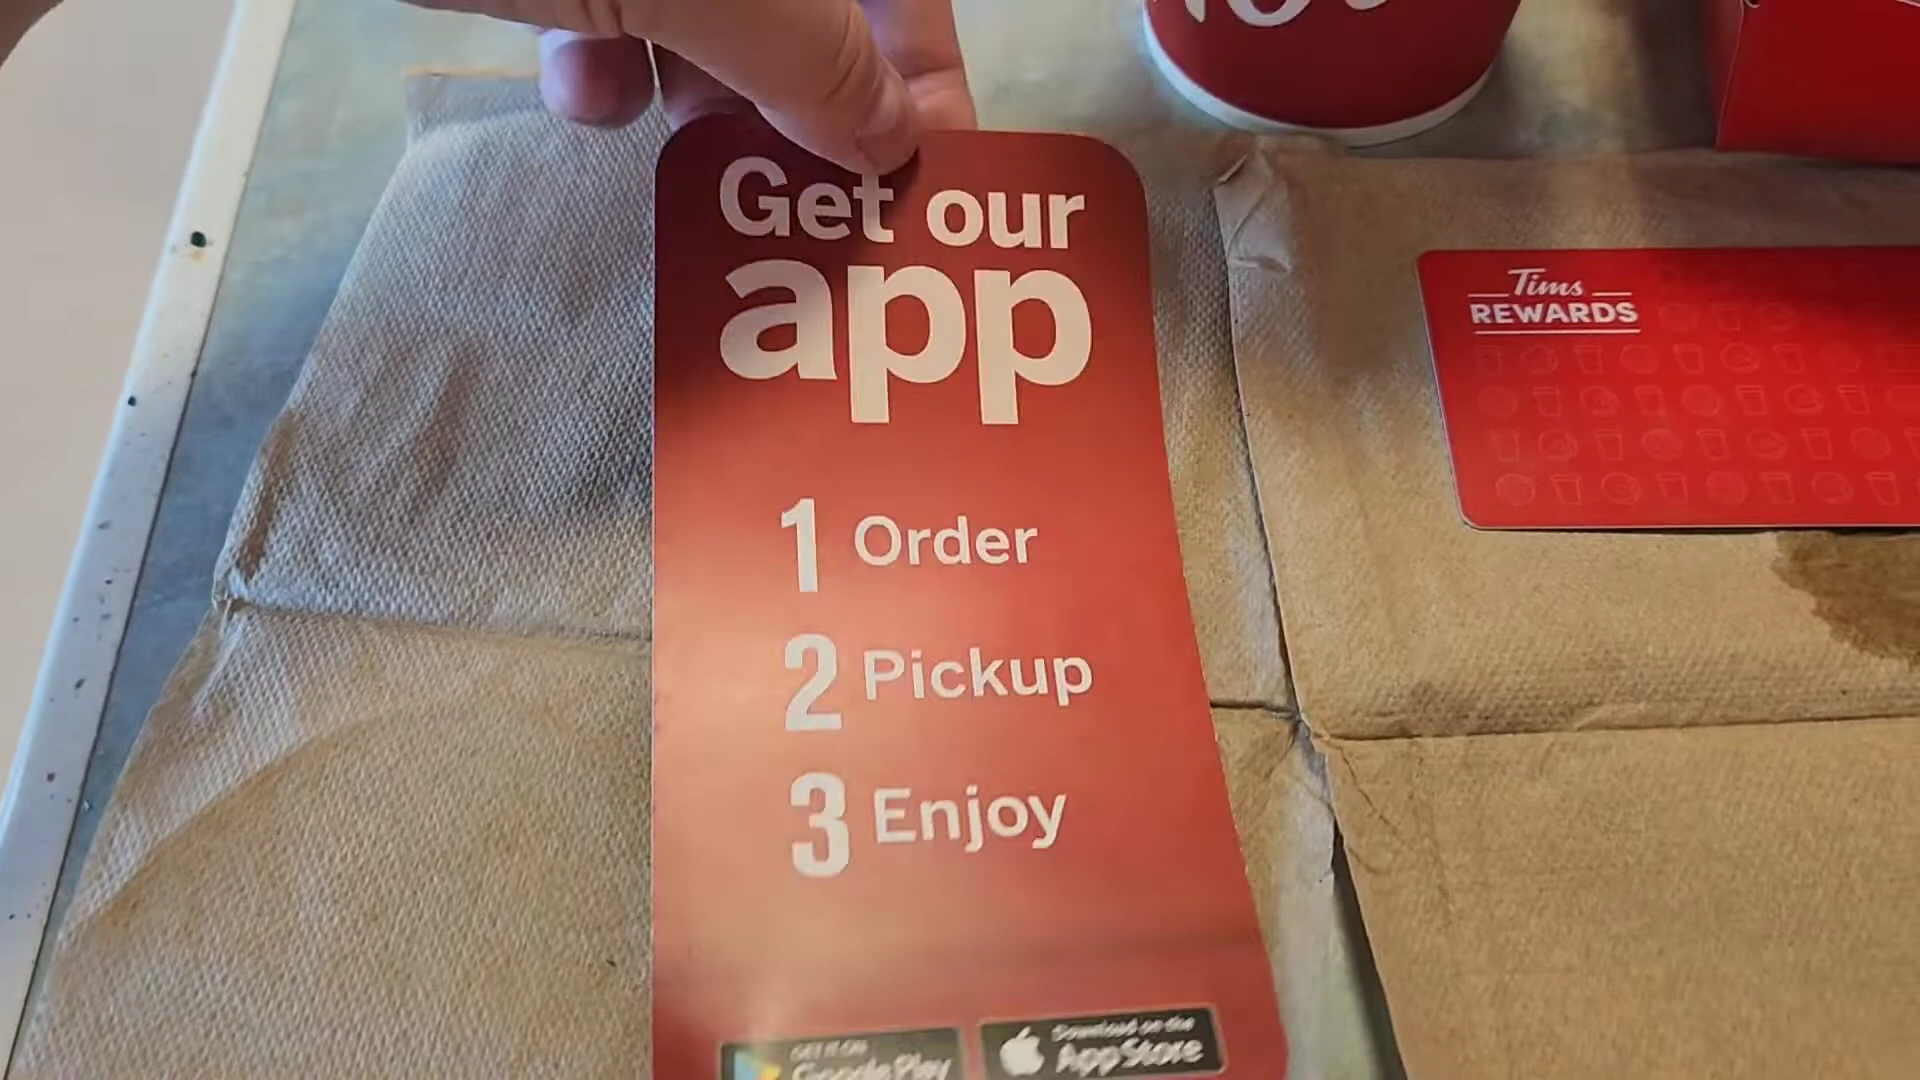 Get our
app
1 Order
2 Pickup
3 Enjoy
GET IT ON
Google Play
Download on the
App Store
Tims
REWARDS